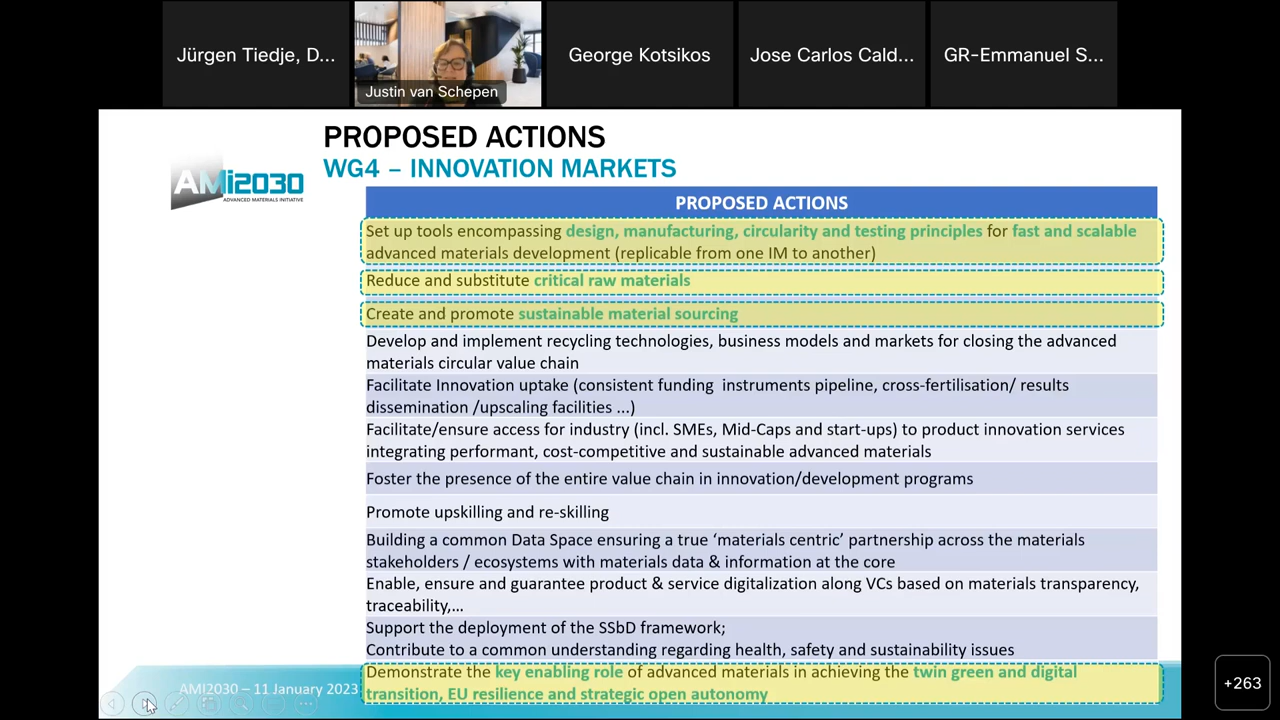 Jürgen Tiedje, D...
Justin van Schepen
George Kotsikos
Jose Carlos Cald...
GR-Emmanuel S...
PROPOSED ACTIONS
WG4 – INNOVATION MARKETS
AMi2030
ADVANCED MATERIALS INITIATIVE
PROPOSED ACTIONS
Set up tools encompassing design, manufacturing, circularity and testing principles for fast and scalable
advanced materials development (replicable from one IM to another)
Reduce and substitute critical raw materials
Create and promote sustainable material sourcing
Develop and implement recycling technologies, business models and markets for closing the advanced
materials circular value chain
Facilitate Innovation uptake (consistent funding instruments pipeline, cross-fertilisation/ results
dissemination /upscaling facilities ...)
Facilitate/ensure access for industry (incl. SMEs, Mid-Caps and start-ups) to product innovation services
integrating performant, cost-competitive and sustainable advanced materials
Foster the presence of the entire value chain in innovation/development programs
Promote upskilling and re-skilling
Building a common Data Space ensuring a true ‘materials centric’ partnership across the materials
stakeholders / ecosystems with materials data & information at the core
Enable, ensure and guarantee product & service digitalization along VCs based on materials transparency,
traceability,...
Support the deployment of the SSbD framework;
Contribute to a common understanding regarding health, safety and sustainability issues
Demonstrate the key enabling role of advanced materials in achieving the twin green and digital
transition, EU resilience and strategic open autonomy
AMI2030 – 11 January 2023
+263